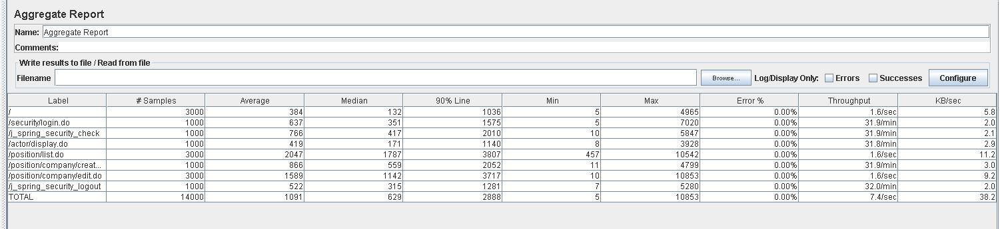 Aggregate Report
Name: Aggregate Report
Comments:
Write results to file / Read from file
Filename Browse... Log/Display Only: Errors Successes Configure
Label # Samples Average Median 90% Line Min Max Error % Throughput KB/sec
/ 3000 384 132 1036 5 4965 0.00% 1.6/sec 5.8
/security/login.do 1000 637 351 1575 5 7020 0.00% 31.9/min 2.0
/j_spring_security_check 1000 766 417 2010 10 5847 0.00% 31.9/min 2.1
/actor/display.do 1000 419 171 1140 8 3928 0.00% 31.8/min 2.9
/position/list.do 3000 2047 1787 3807 457 10542 0.00% 1.6/sec 11.2
/position/company/creat... 1000 866 559 2052 11 4799 0.00% 31.9/min 3.0
/position/company/edit.do 3000 1589 1142 3717 10 10853 0.00% 1.6/sec 9.2
/j_spring_security_logout 1000 522 315 1281 7 5280 0.00% 32.0/min 2.0
TOTAL 14000 1091 629 2888 5 10853 0.00% 7.4/sec 38.2